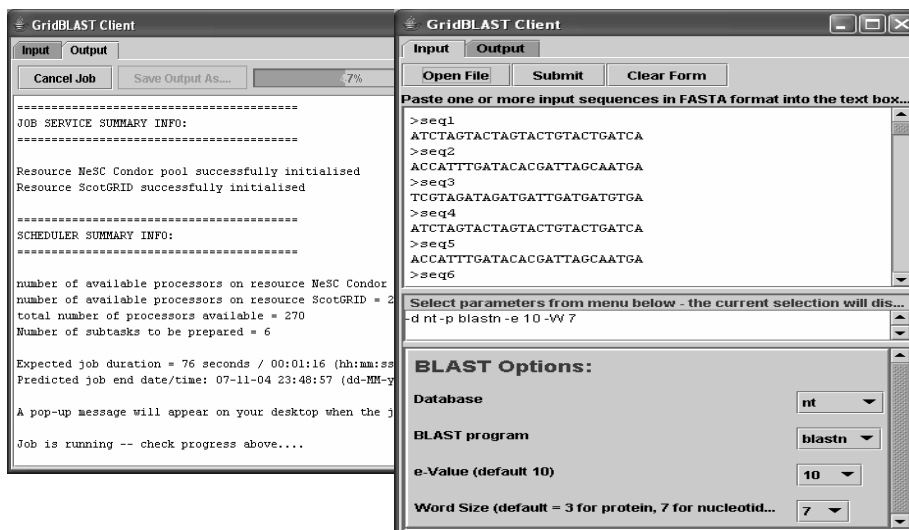 GridBLAST Client
Input Output
Cancel Job Save Output As.... 7%
========================================
JOB SERVICE SUMMARY INFO:
========================================
Resource NeSC Condor pool successfully initialised
Resource ScotGRID successfully initialised
========================================
SCHEDULER SUMMARY INFO:
========================================
number of available processors on resource NeSC Condor
number of available processors on resource ScotGRID = 2
total number of processors available = 270
Number of subtasks to be prepared = 6
Expected job duration = 76 seconds / 00:01:16 (hh:mm:ss
Predicted job end date/time: 07-11-04 23:48:57 (dd-MM-y
A pop-up message will appear on your desktop when the j
Job is running -- check progress above....
GridBLAST Client
Input Output
Open File Submit Clear Form
Paste one or more input sequences in FASTA format into the text box...
>seq1
ATCTAGTACTAGTACTGTACTGATCA
>seq2
ACCATTTGATACACGATTAGCAATGA
>seq3
TCGTAGATAGATGATTGATGATGTGA
>seq4
ATCTAGTACTAGTACTGTACTGATCA
>seq5
ACCATTTGATACACGATTAGCAATGA
>seq6
Select parameters from menu below - the current selection will dis...
-d nt -p blastn -e 10 -W 7
BLAST Options:
Database nt
BLAST program blastn
e-Value (default 10) 10
Word Size (default = 3 for protein, 7 for nucleotid... 7